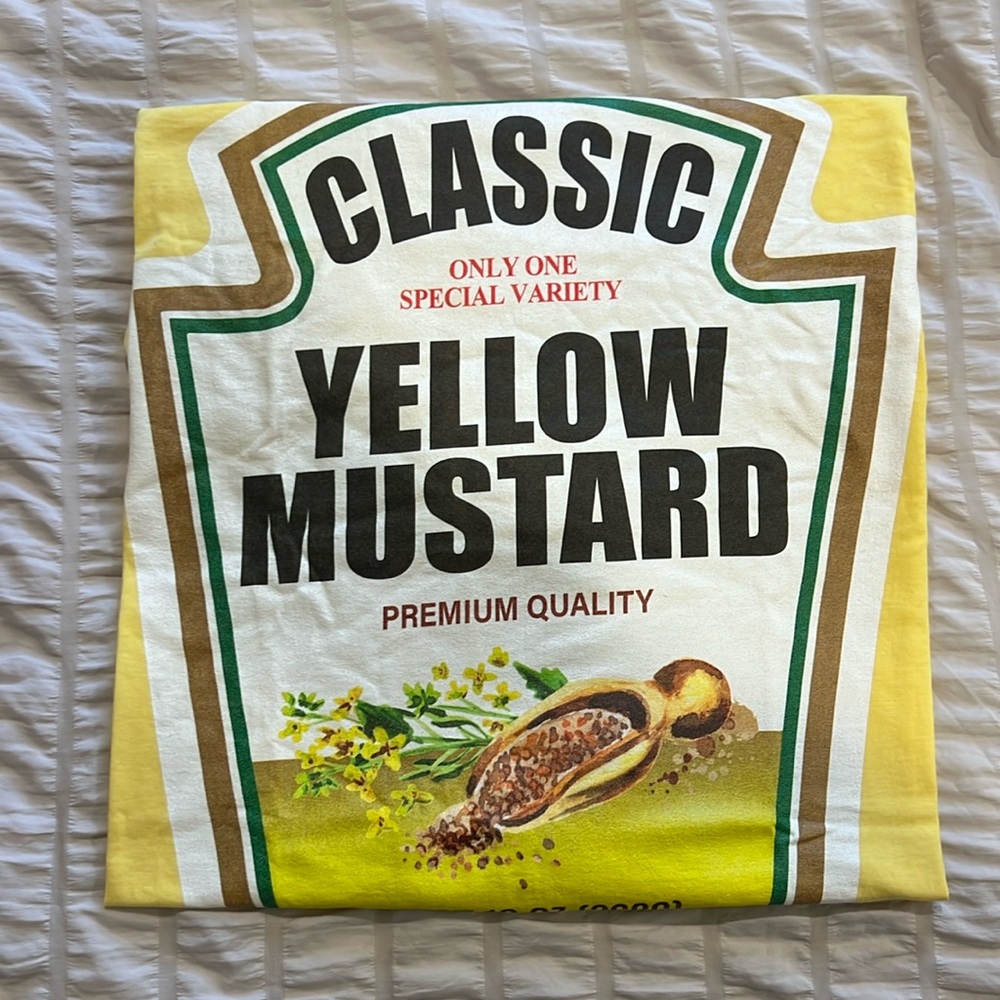 CLASSIC
ONLY ONE
SPECIAL VARIETY
YELLOW
MUSTARD
PREMIUM QUALITY